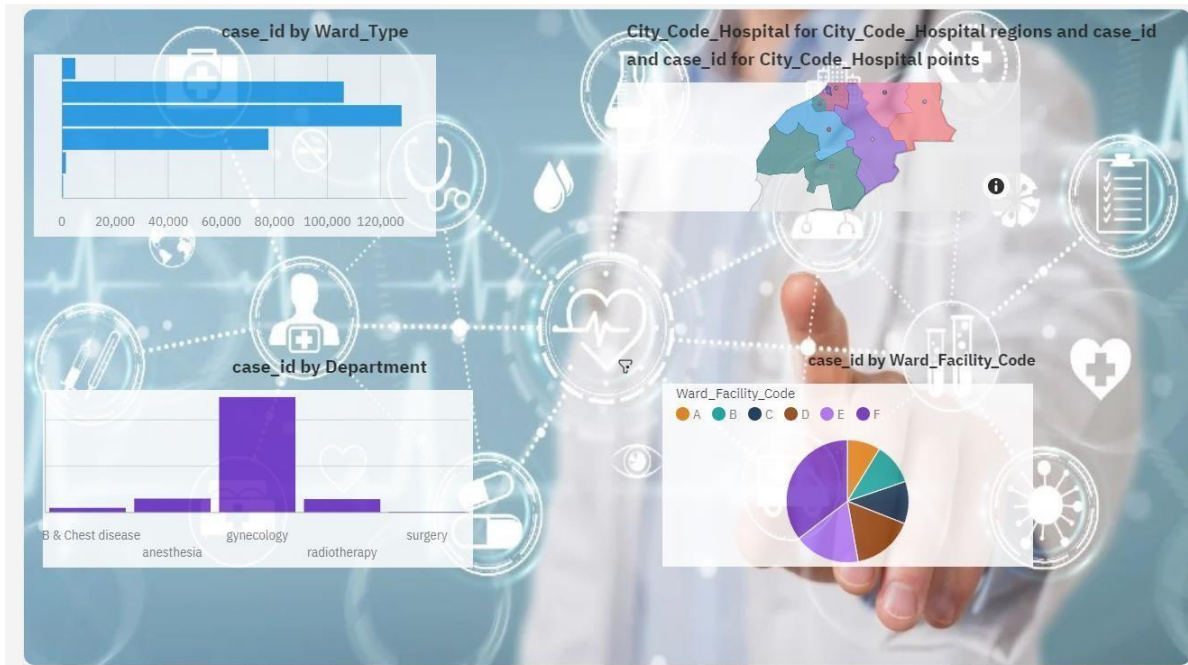 case_id by Ward_Type
0 20,000 40,000 60,000 80,000 100,000 120,000
City_Code_Hospital for City_Code_Hospital regions and case_id
and case_id for City_Code_Hospital points
case_id by Department
B & Chest disease
anesthesia
gynecology
radiotherapy
surgery
case_id by Ward_Facility_Code
Ward_Facility_Code
A B C D E F